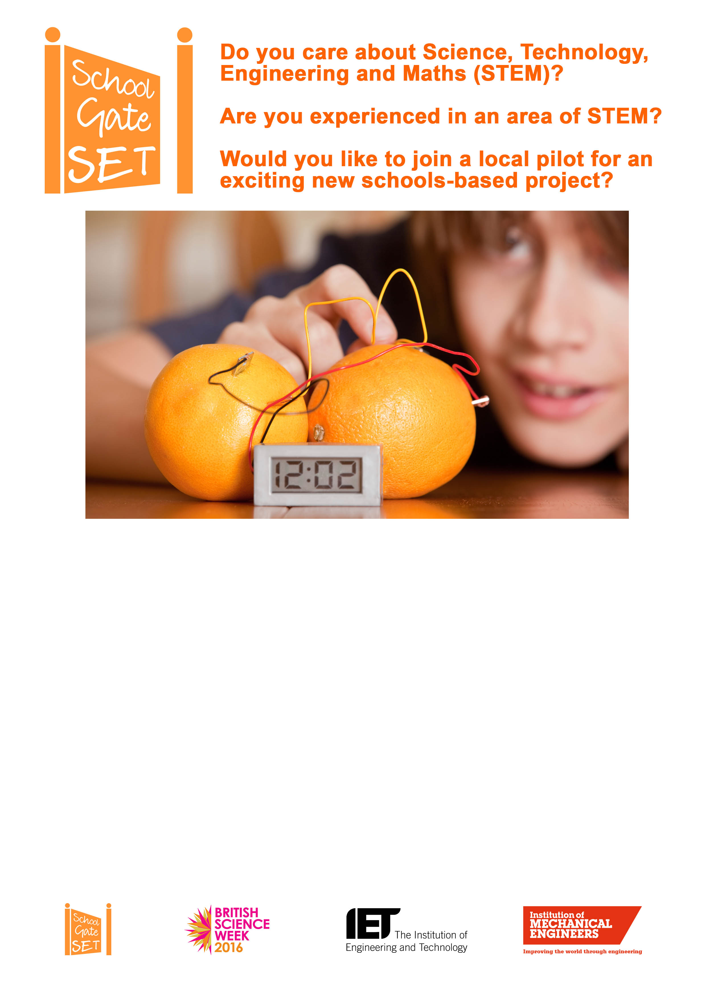 School
Gate
SET
Do you care about Science, Technology,
Engineering and Maths (STEM)?
Are you experienced in an area of STEM?
Would you like to join a local pilot for an
exciting new schools-based project?
12:02
School
Gate
SET
BRITISH
SCIENCE
WEEK
2016
IET
The Institution of
Engineering and Technology
Institution of
MECHANICAL
ENGINEERS
Improving the world through engineering